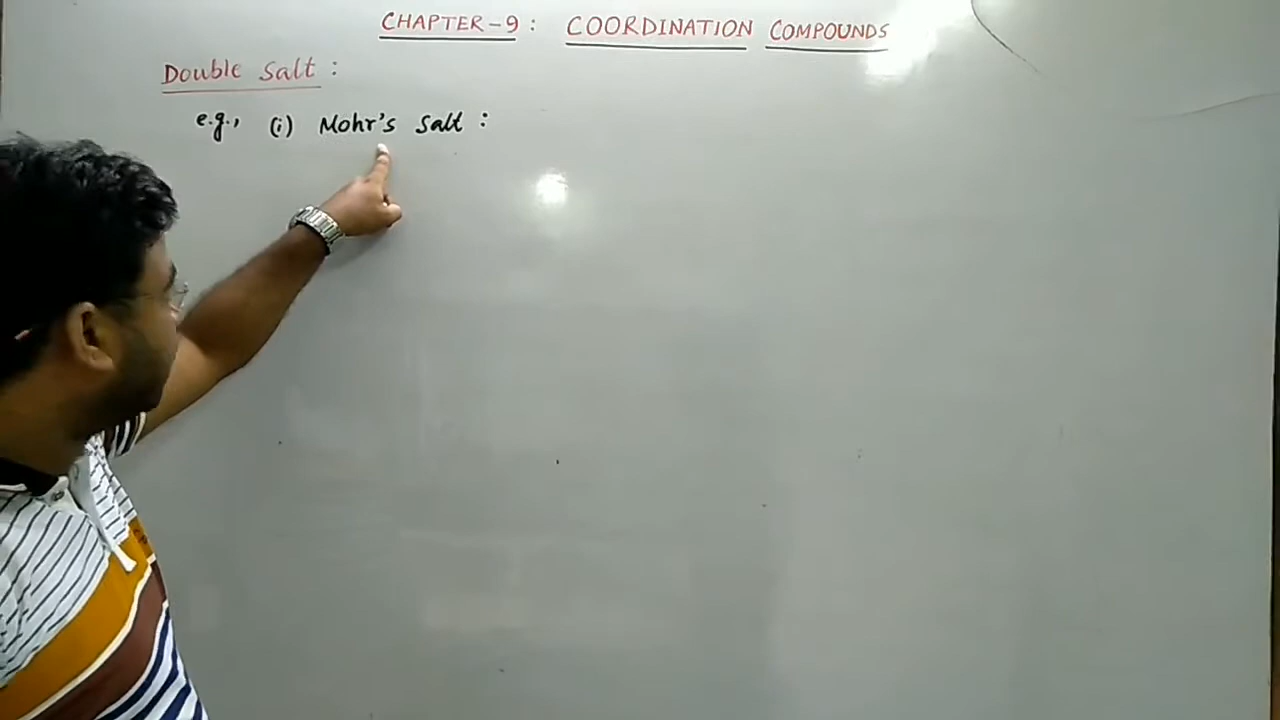 CHAPTER-9: COORDINATION COMPOUNDS
Double Salt:
e.g., (i) Mohr's Salt: